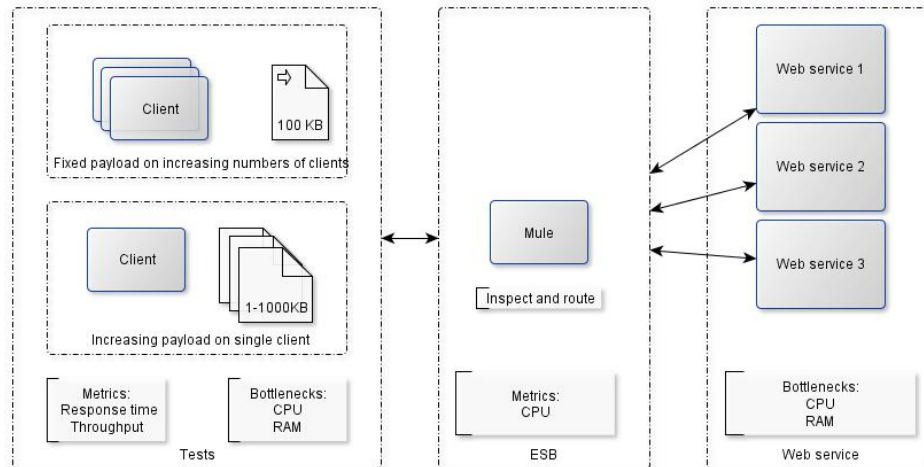 Client
100 KB
Fixed payload on increasing numbers of clients
Client
1-1000KB
Increasing payload on single client
Metrics:
Response time
Throughput
Bottlenecks:
CPU
RAM
Tests
Mule
Inspect and route
Metrics:
CPU
ESB
Web service 1
Web service 2
Web service 3
Bottlenecks:
CPU
RAM
Web service